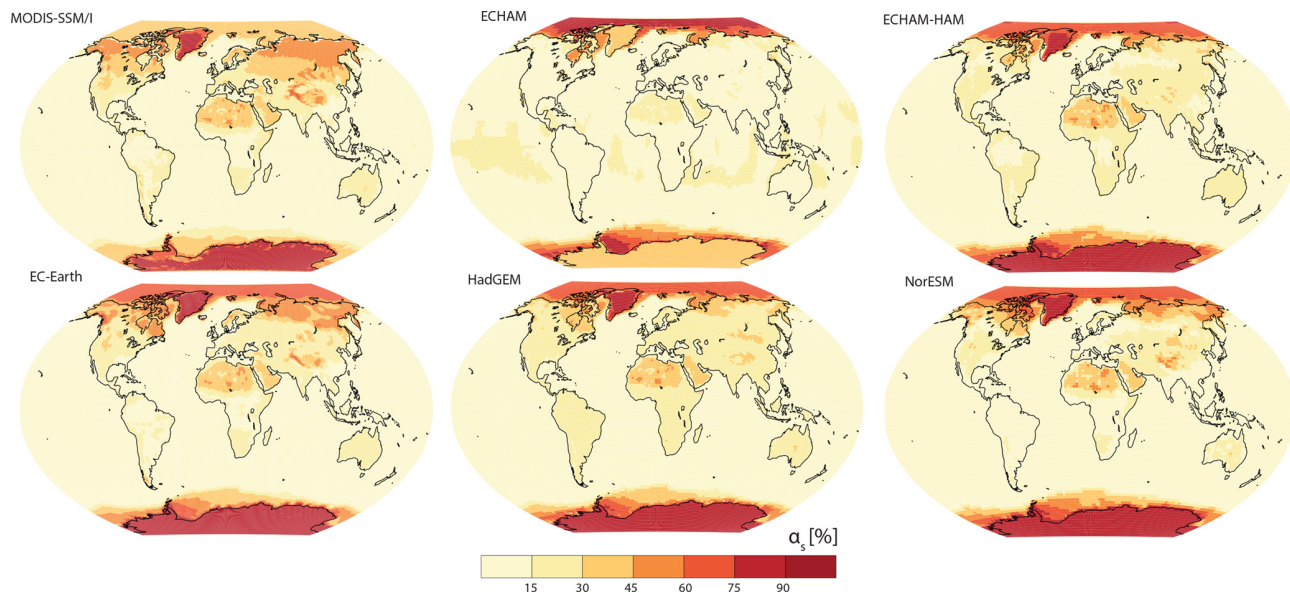 MODIS-SSM/I
ECHAM
ECHAM-HAM
EC-Earth
HadGEM
NorESM
αs [%]
15 30 45 60 75 90